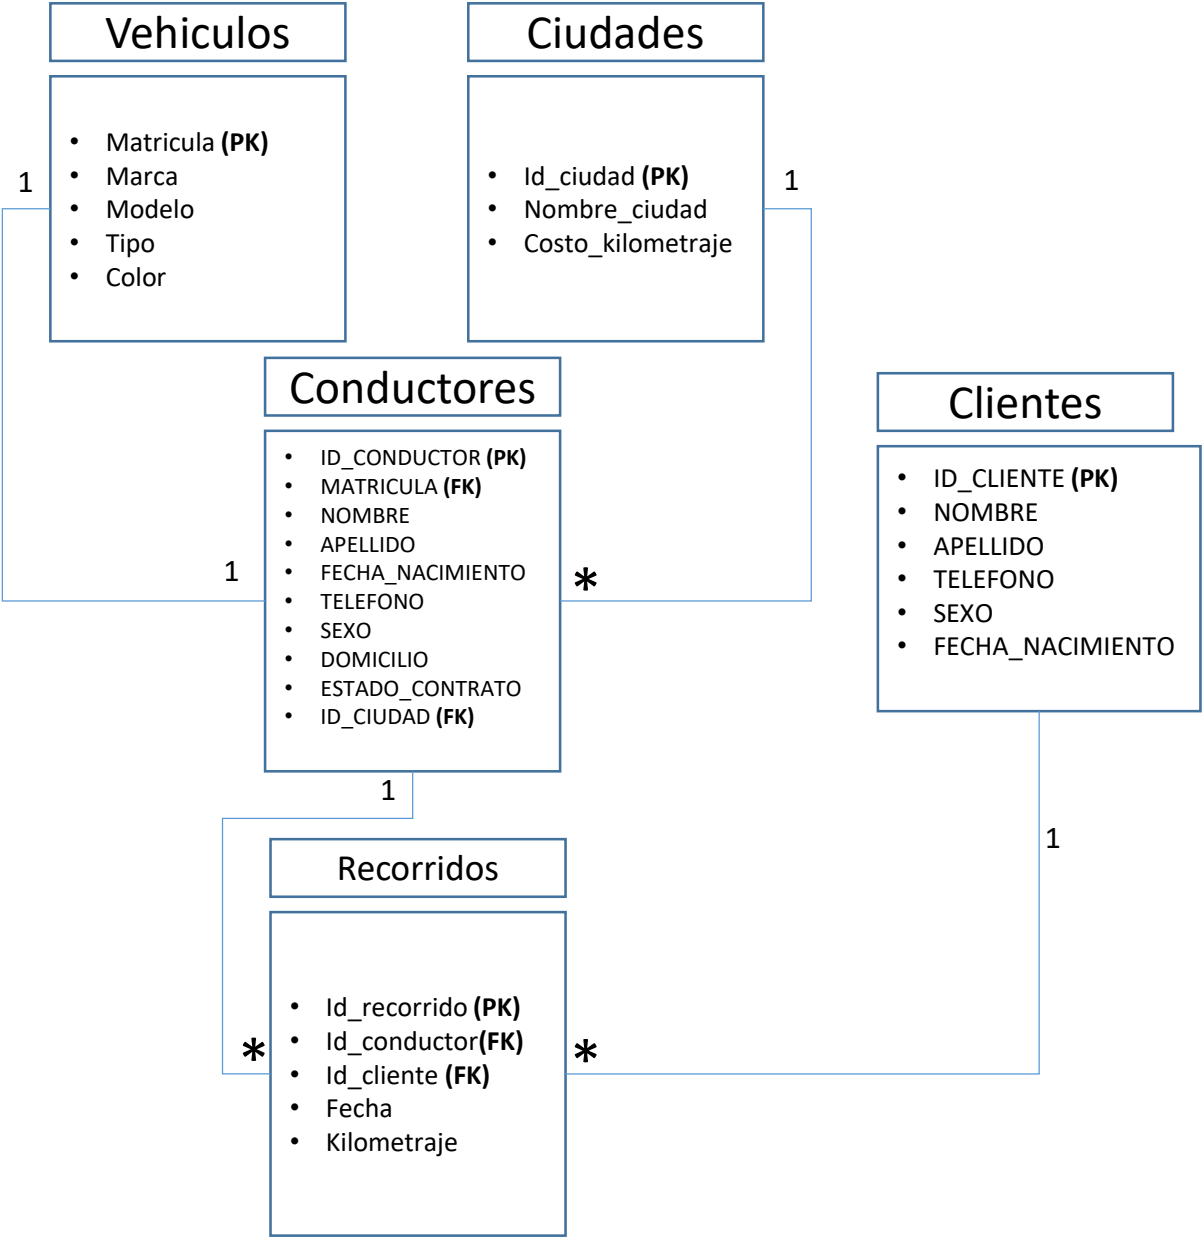 Vehiculos
• Matricula (PK)
• Marca
• Modelo
• Tipo
• Color
1
Ciudades
• Id_ciudad (PK)
• Nombre_ciudad
• Costo_kilometraje
1
Conductores
• ID_CONDUCTOR (PK)
• MATRICULA (FK)
• NOMBRE
• APELLIDO
• FECHA_NACIMIENTO
• TELEFONO
• SEXO
• DOMICILIO
• ESTADO_CONTRATO
• ID_CIUDAD (FK)
1
*
1
Clientes
• ID_CLIENTE (PK)
• NOMBRE
• APELLIDO
• TELEFONO
• SEXO
• FECHA_NACIMIENTO
1
Recorridos
• Id_recorrido (PK)
• Id_conductor(FK)
• Id_cliente (FK)
• Fecha
• Kilometraje
*
*